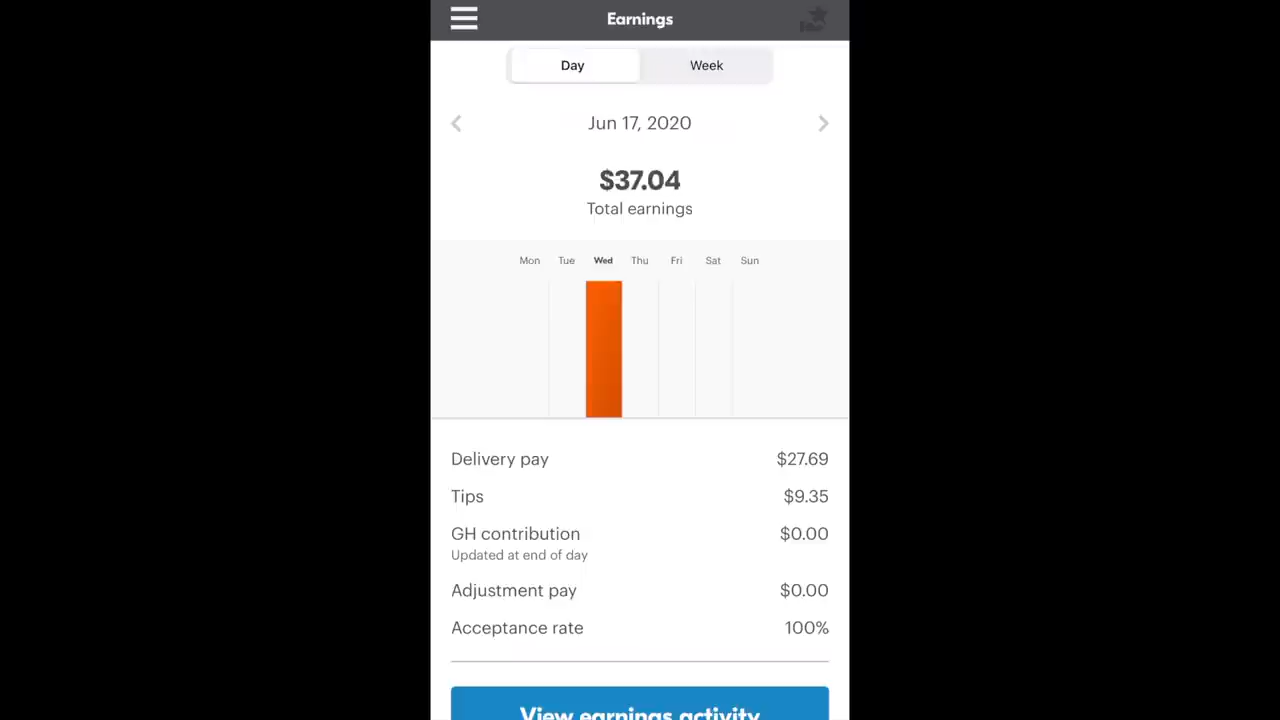 Earnings
Day Week
Jun 17, 2020
$37.04
Total earnings
Mon Tue Wed Thu Fri Sat Sun
Delivery pay $27.69
Tips $9.35
GH contribution $0.00
Updated at end of day
Adjustment pay $0.00
Acceptance rate 100%
View earnings activity